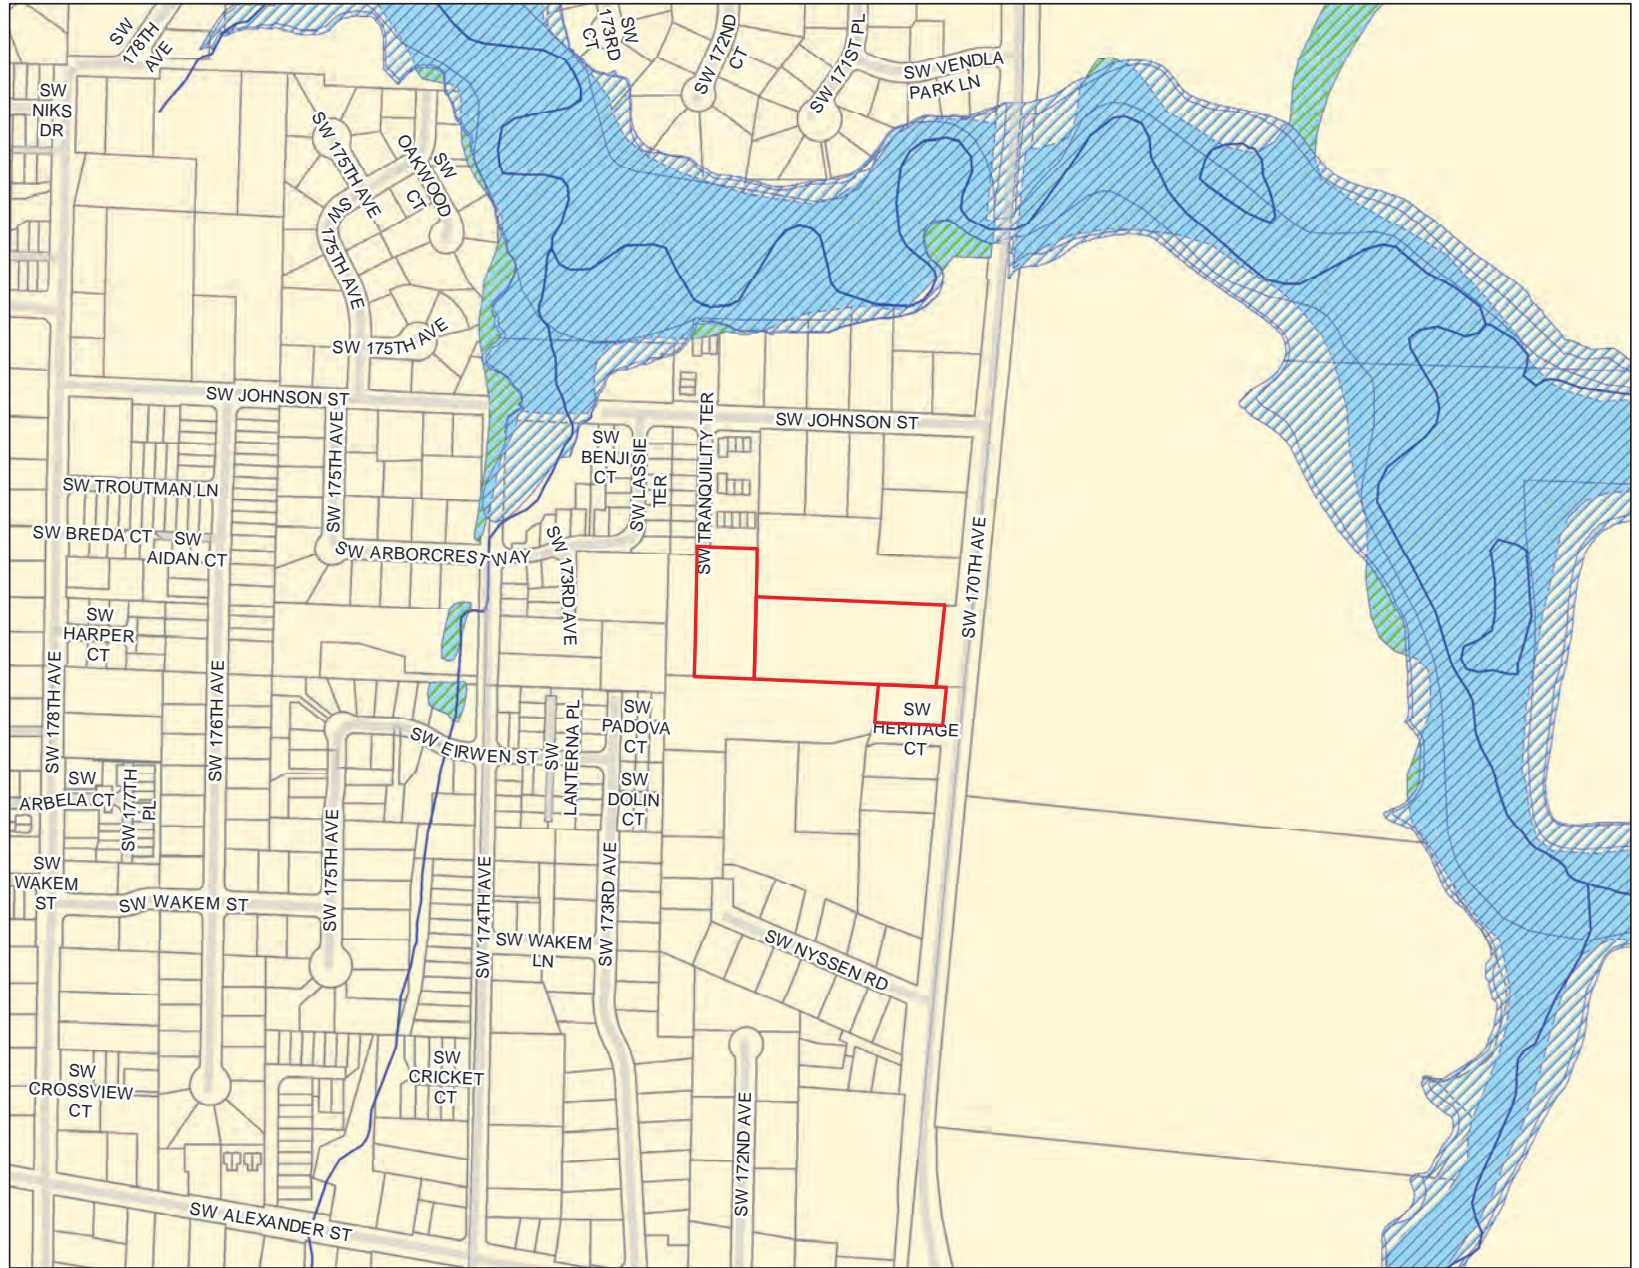 SW
178TH
AVE
SW
173RD
CT
SW 172ND
CT
SW 171ST PL
SW VENDLA
PARK LN
SW
NIKS
DR
SW 175TH AVE
SW
OAKWOOD
CT
SW
175TH AVE
SW 175TH AVE
SW JOHNSON ST
SW JOHNSON ST
SW 175TH AVE
SW
BENJI
CT
SW LASSIE
TER
SW TRANQUILITY TER
SW TROUTMAN LN
SW BREDA CT
SW
AIDAN CT
SW ARBORCREST WAY
SW 173RD AVE
SW 170TH AVE
SW
HARPER
CT
SW 178TH AVE
SW 176TH AVE
SW
HERITAGE
CT
SW
PADOVA
CT
SW EIRWEN ST
SW
LANTERNA PL
SW
DOLIN
CT
SW
ARBELA CT
SW 177TH
PL
SW 175TH AVE
SW
WAKEM
ST
SW WAKEM ST
SW 174TH AVE
SW 173RD AVE
SW WAKEM
LN
SW NYSSEN RD
SW
CROSSVIEW
CT
SW
CRICKET
CT
SW 172ND AVE
SW ALEXANDER ST